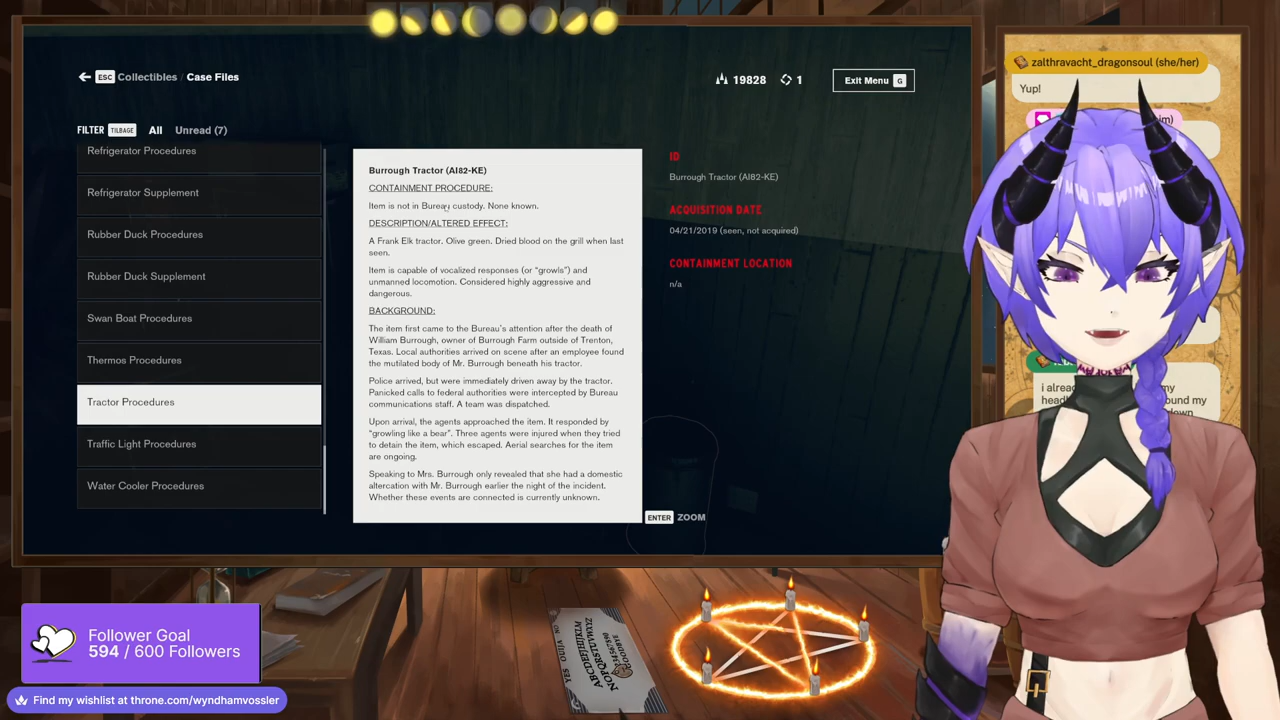 ESC Collectibles / Case Files
19828
1
Exit Menu G
FILTER TILBAGE All Unread (7)
Refrigerator Procedures
Refrigerator Supplement
Rubber Duck Procedures
Rubber Duck Supplement
Swan Boat Procedures
Thermos Procedures
Tractor Procedures
Traffic Light Procedures
Water Cooler Procedures
Burrough Tractor (AI82-KE)
CONTAINMENT PROCEDURE:
Item is not in Bureau custody. None known.
DESCRIPTION/ALTERED EFFECT:
A Frank Elk tractor. Olive green. Dried blood on the grill when last
seen.
Item is capable of vocalized responses (or "growls") and
unmanned locomotion. Considered highly aggressive and
dangerous.
BACKGROUND:
The item first came to the Bureau's attention after the death of
William Burrough, owner of Burrough Farm outside of Trenton,
Texas. Local authorities arrived on scene after an employee found
the mutilated body of Mr. Burrough beneath his tractor.
Police arrived, but were immediately driven away by the tractor.
Panicked calls to federal authorities were intercepted by Bureau
communications staff. A team was dispatched.
Upon arrival, the agents approached the item. It responded by
"growling like a bear". Three agents were injured when they tried
to detain the item, which escaped. Aerial searches for the item
are ongoing.
Speaking to Mrs. Burrough only revealed that she had a domestic
altercation with Mr. Burrough earlier the night of the incident.
Whether these events are connected is currently unknown.
ENTER ZOOM
ID
Burrough Tractor (AI82-KE)
ACQUISITION DATE
04/21/2019 (seen, not acquired)
CONTAINMENT LOCATION
n/a
zalthravacht_dragonsoul (she/her)
Yup!
Follower Goal
594 / 600 Followers
Find my wishlist at throne.com/wyndhamvossler
YES OUIJA NO
ABCDEFGHIJKLM
NOPQRSTUVWXYZ
GOODBYE